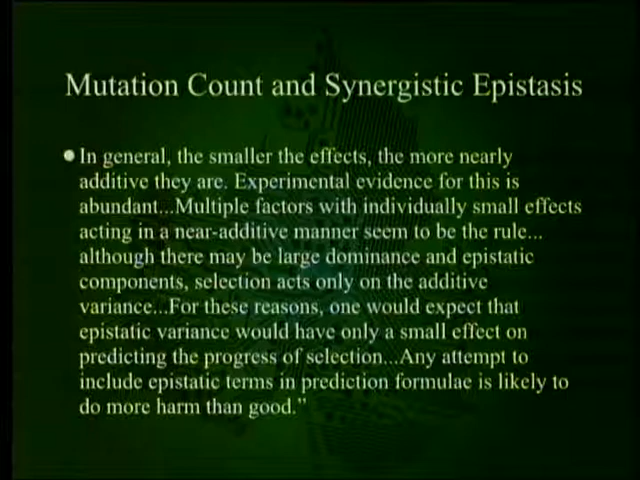 Mutation Count and Synergistic Epistasis
In general, the smaller the effects, the more nearly
additive they are. Experimental evidence for this is
abundant...Multiple factors with individually small effects
acting in a near-additive manner seem to be the rule...
although there may be large dominance and epistatic
components, selection acts only on the additive
variance...For these reasons, one would expect that
epistatic variance would have only a small effect on
predicting the progress of selection...Any attempt to
include epistatic terms in prediction formulae is likely to
do more harm than good.”